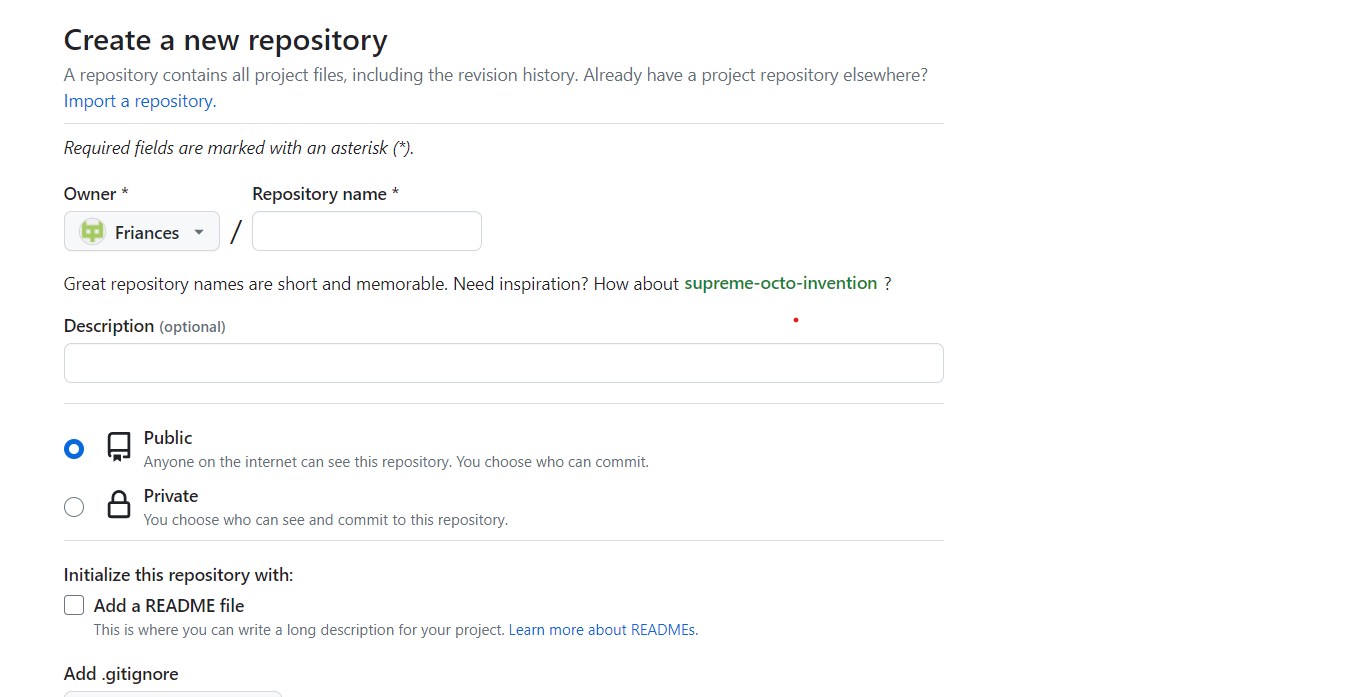 Create a new repository
A repository contains all project files, including the revision history. Already have a project repository elsewhere?
Import a repository.
Required fields are marked with an asterisk (*).
Owner * Repository name *
Friances /
Great repository names are short and memorable. Need inspiration? How about supreme-octo-invention ?
Description (optional)
Public
Anyone on the internet can see this repository. You choose who can commit.
Private
You choose who can see and commit to this repository.
Initialize this repository with:
Add a README file
This is where you can write a long description for your project. Learn more about READMEs.
Add .gitignore